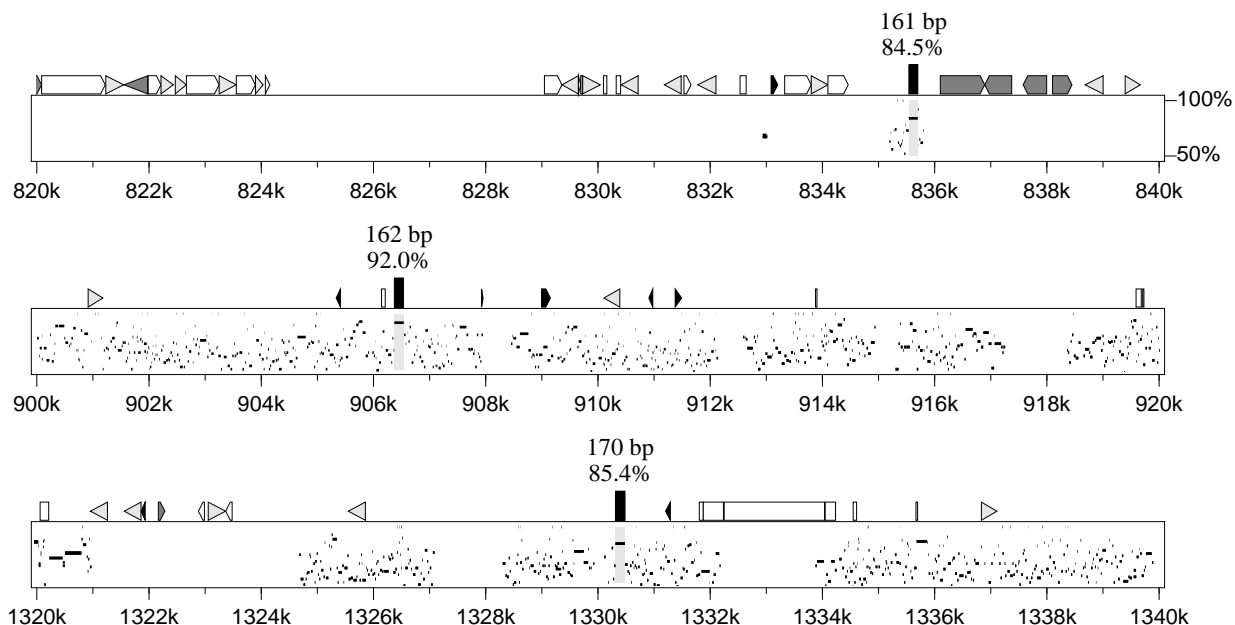 161 bp
84.5%
100%
50%
820k 822k 824k 826k 828k 830k 832k 834k 836k 838k 840k
162 bp
92.0%
900k 902k 904k 906k 908k 910k 912k 914k 916k 918k 920k
170 bp
85.4%
1320k 1322k 1324k 1326k 1328k 1330k 1332k 1334k 1336k 1338k 1340k